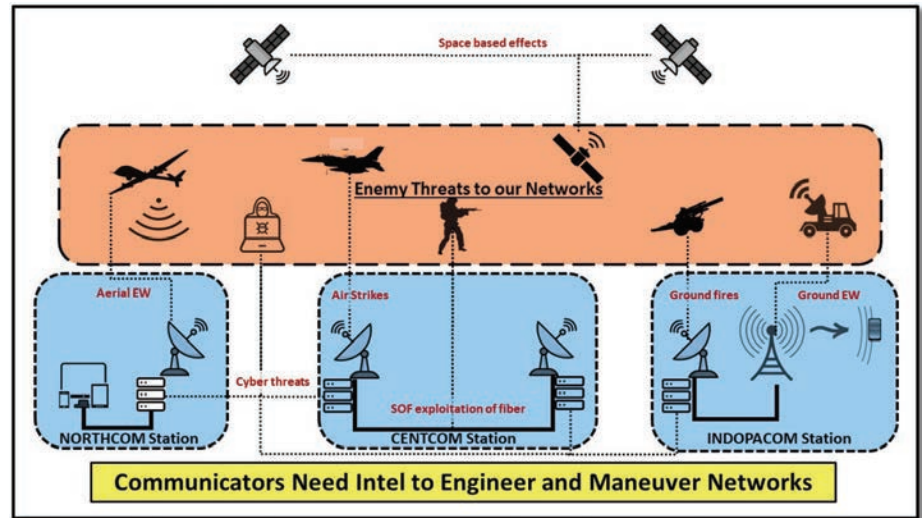 Space based effects
Enemy Threats to our Networks
Aerial EW
Air Strikes
Ground fires
Ground EW
Cyber threats
SOF exploitation of fiber
NORTHCOM Station
CENTCOM Station
INDOPACOM Station
Communicators Need Intel to Engineer and Maneuver Networks